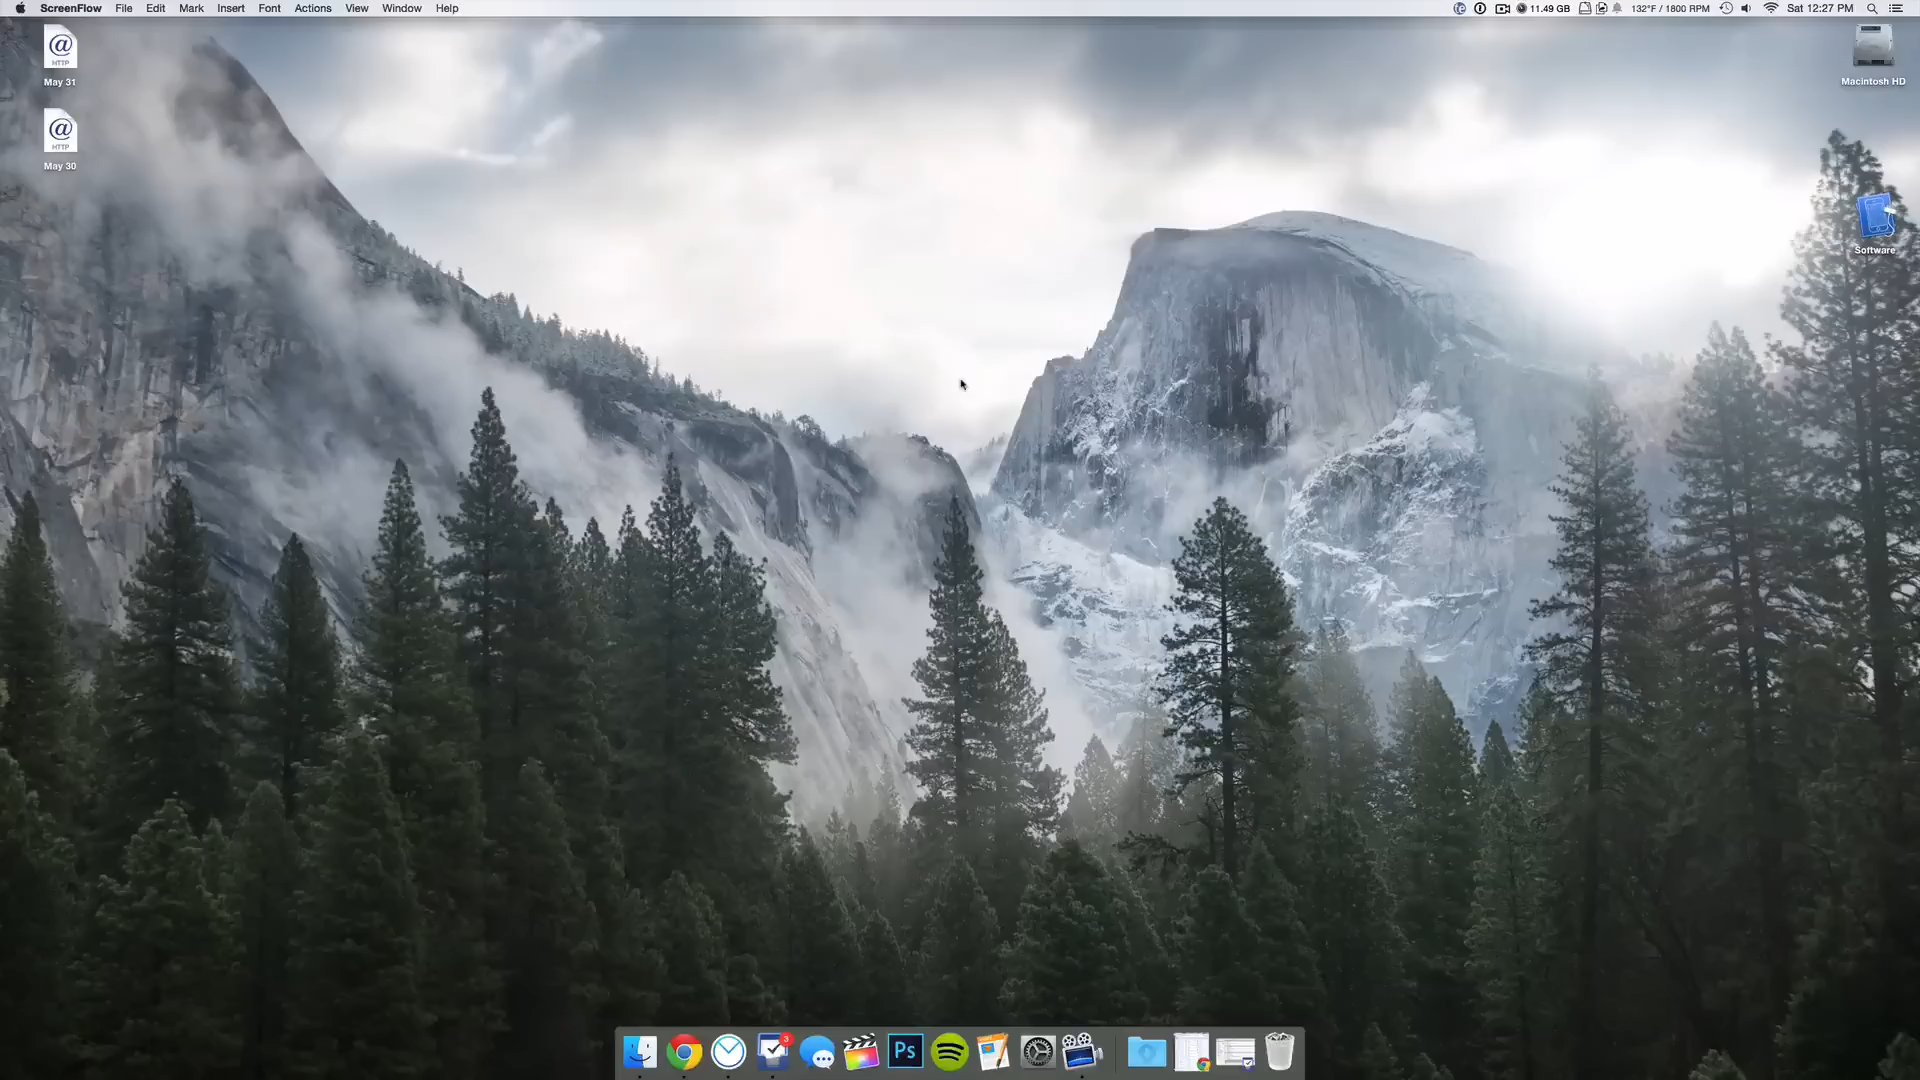 ScreenFlow File Edit Mark Insert Font Actions View Window Help 11.49 GB 132°F / 1800 RPM Sat 12:27 PM
@
HTTP
May 31
Macintosh HD
@
HTTP
May 30
Software
3
Ps